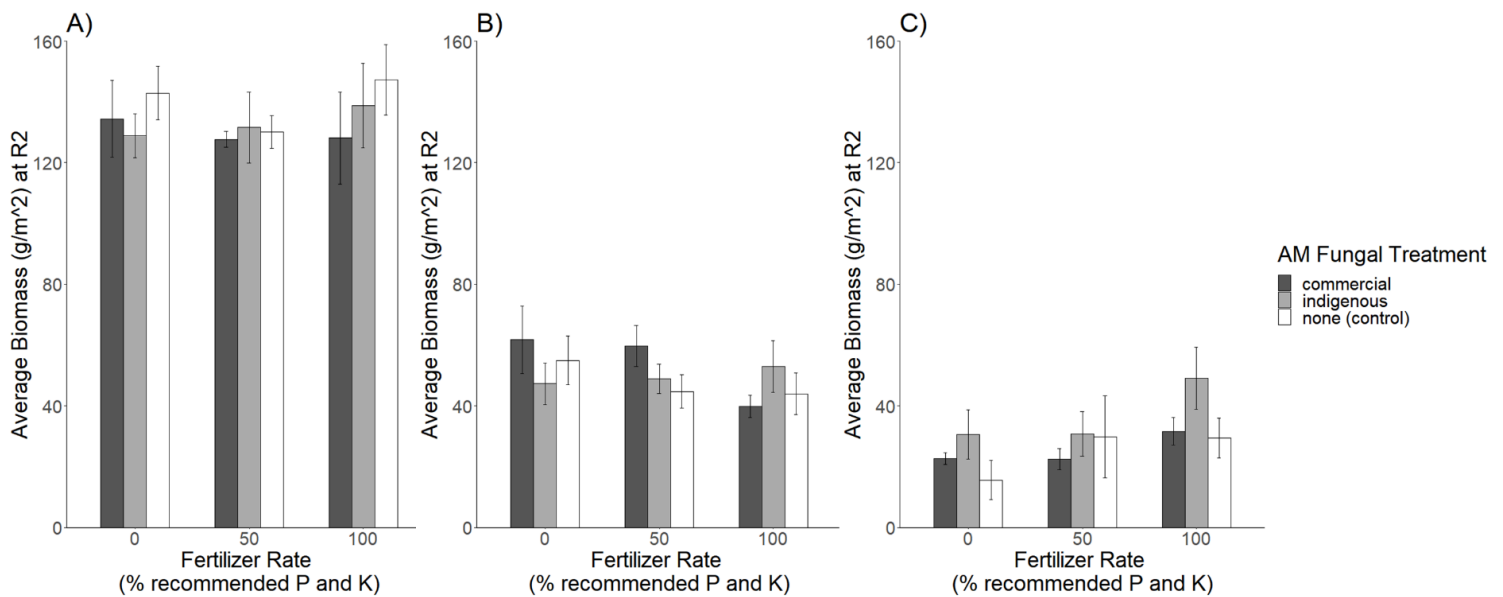 A)
Average Biomass (g/m^2) at R2
160
120
80
40
0
0
50
100
Fertilizer Rate
(% recommended P and K)
B)
Average Biomass (g/m^2) at R2
160
120
80
40
0
0
50
100
Fertilizer Rate
(% recommended P and K)
C)
Average Biomass (g/m^2) at R2
160
120
80
40
0
0
50
100
Fertilizer Rate
(% recommended P and K)
AM Fungal Treatment
commercial
indigenous
none (control)